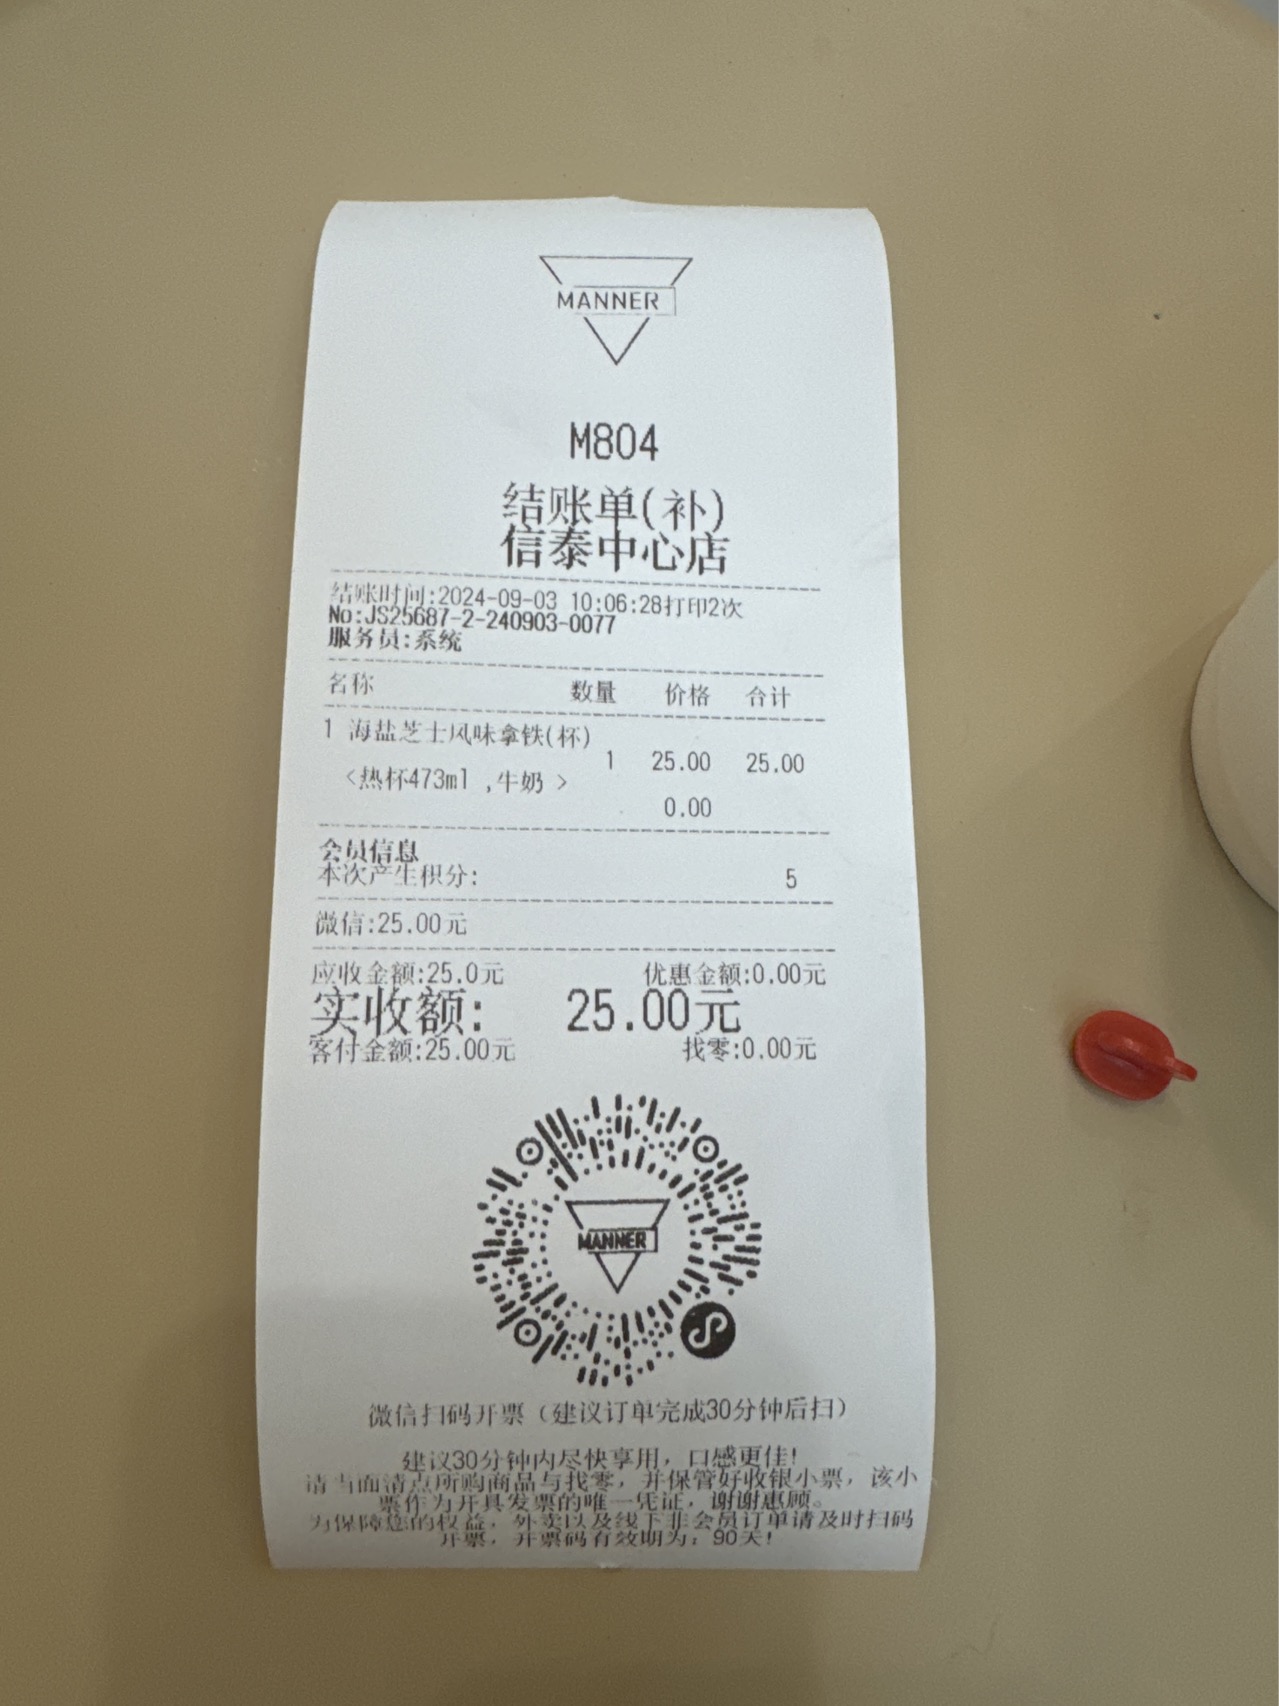 MANNER
M804
结账单(补)
信泰中心店
结账时间:2024-09-03 10:06:28打印2次
No:JS25687-2-240903-0077
服务员:系统
名称 数量 价格 合计
1 海盐芝士风味拿铁(杯)
1 25.00 25.00
<热杯473ml ,牛奶 >
0.00
会员信息
本次产生积分: 5
微信:25.00元
应收金额:25.0元 优惠金额:0.00元
实收额: 25.00元
客付金额:25.00元 找零:0.00元
MANNER
微信扫码开票（建议订单完成30分钟后扫）
建议30分钟内尽快享用，口感更佳！
请当面清点所购商品与找零，并保管好收银小票，该小
票作为开具发票的唯一凭证，谢谢惠顾。
为保障您的权益，外卖以及线下非会员订单请及时扫码
开票，开票码有效期为：90天！